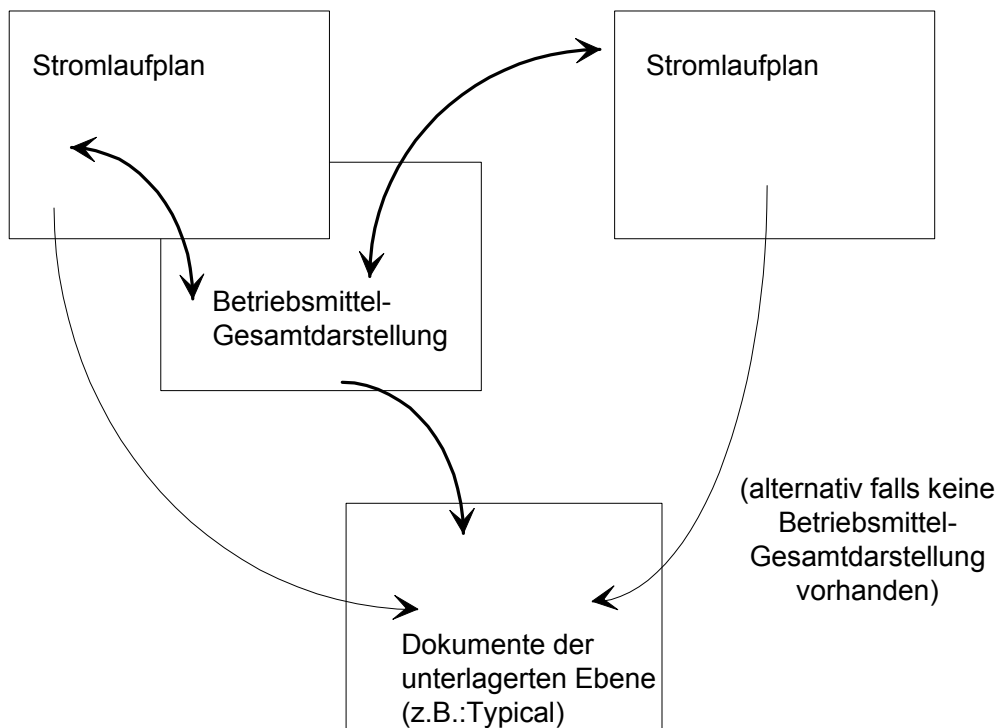 Stromlaufplan
Stromlaufplan
Betriebsmittel-
Gesamtdarstellung
(alternativ falls keine
Betriebsmittel-
Gesamtdarstellung
vorhanden)
Dokumente der
unterlagerten Ebene
(z.B.:Typical)